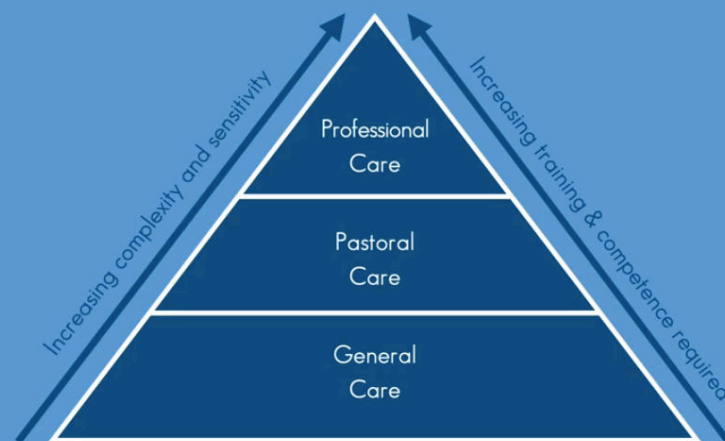 Increasing complexity and sensitivity
Increasing training & competence required
Professional
Care
Pastoral
Care
General
Care